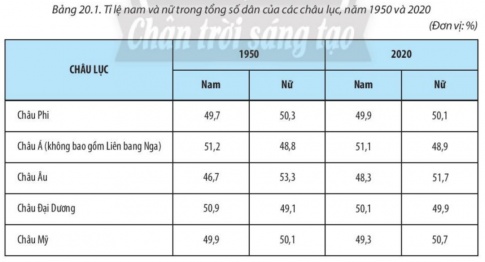 Bảng 20.1. Tỉ lệ nam và nữ trong tổng số dân của các châu lục, năm 1950 và 2020
(Đơn vị: %)
Chân trời sáng tạo
CHÂU LỤC 1950 2020
Nam Nữ Nam Nữ
Châu Phi 49,7 50,3 49,9 50,1
Châu Á (không bao gồm Liên bang Nga) 51,2 48,8 51,1 48,9
Châu Âu 46,7 53,3 48,3 51,7
Châu Đại Dương 50,9 49,1 50,1 49,9
Châu Mỹ 49,9 50,1 49,3 50,7